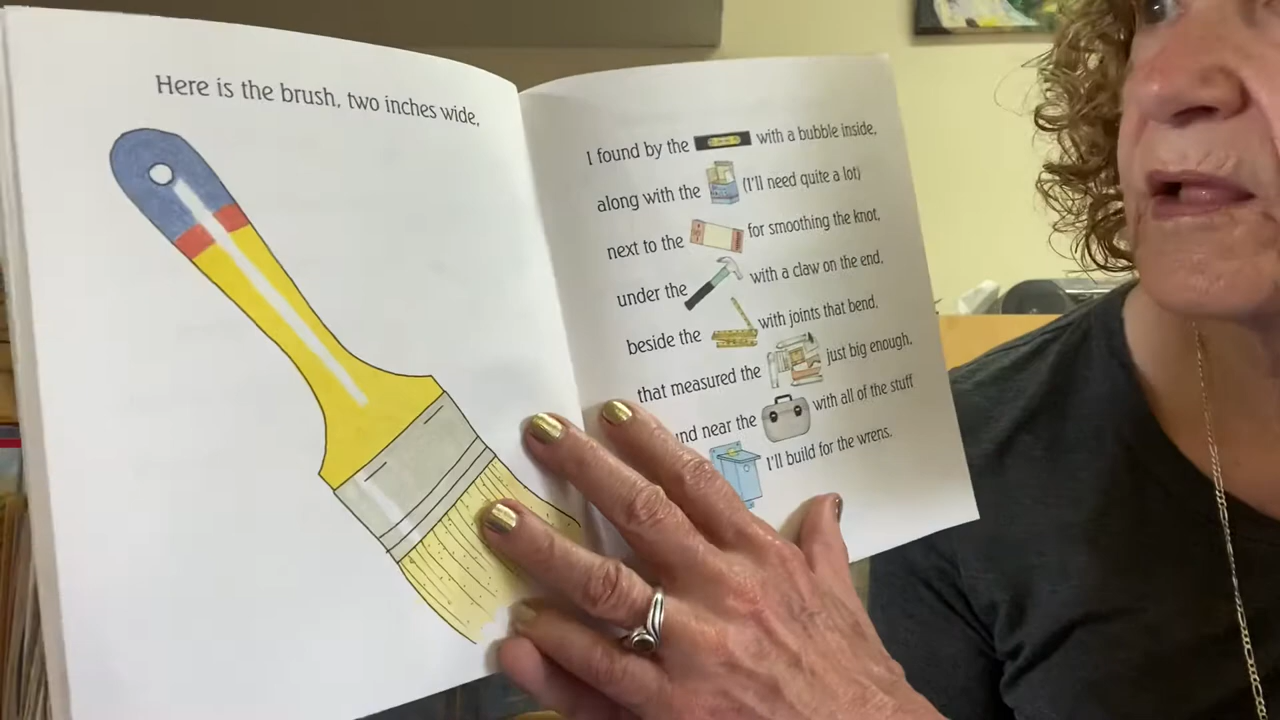 Here is the brush, two inches wide,
I found by the with a bubble inside,
along with the (I'll need quite a lot)
next to the for smoothing the knot,
under the with a claw on the end,
beside the with joints that bend,
that measured the just big enough,
near the with all of the stuff
I'll build for the wrens.